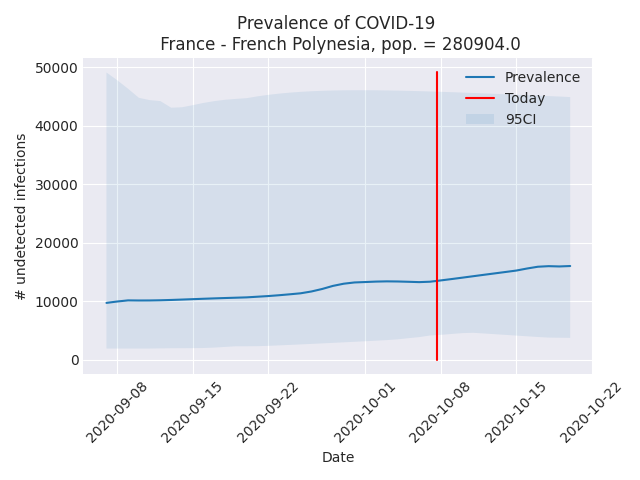 Prevalence of COVID-19
France - French Polynesia, pop. = 280904.0
50000
40000
30000
20000
10000
0
# undetected infections
Prevalence
Today
95CI
2020-09-08
2020-09-15
2020-09-22
2020-10-01
2020-10-08
2020-10-15
2020-10-22
Date